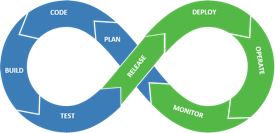 CODE
DEPLOY
PLAN
RELEASE
OPERATE
BUILD
TEST
MONITOR